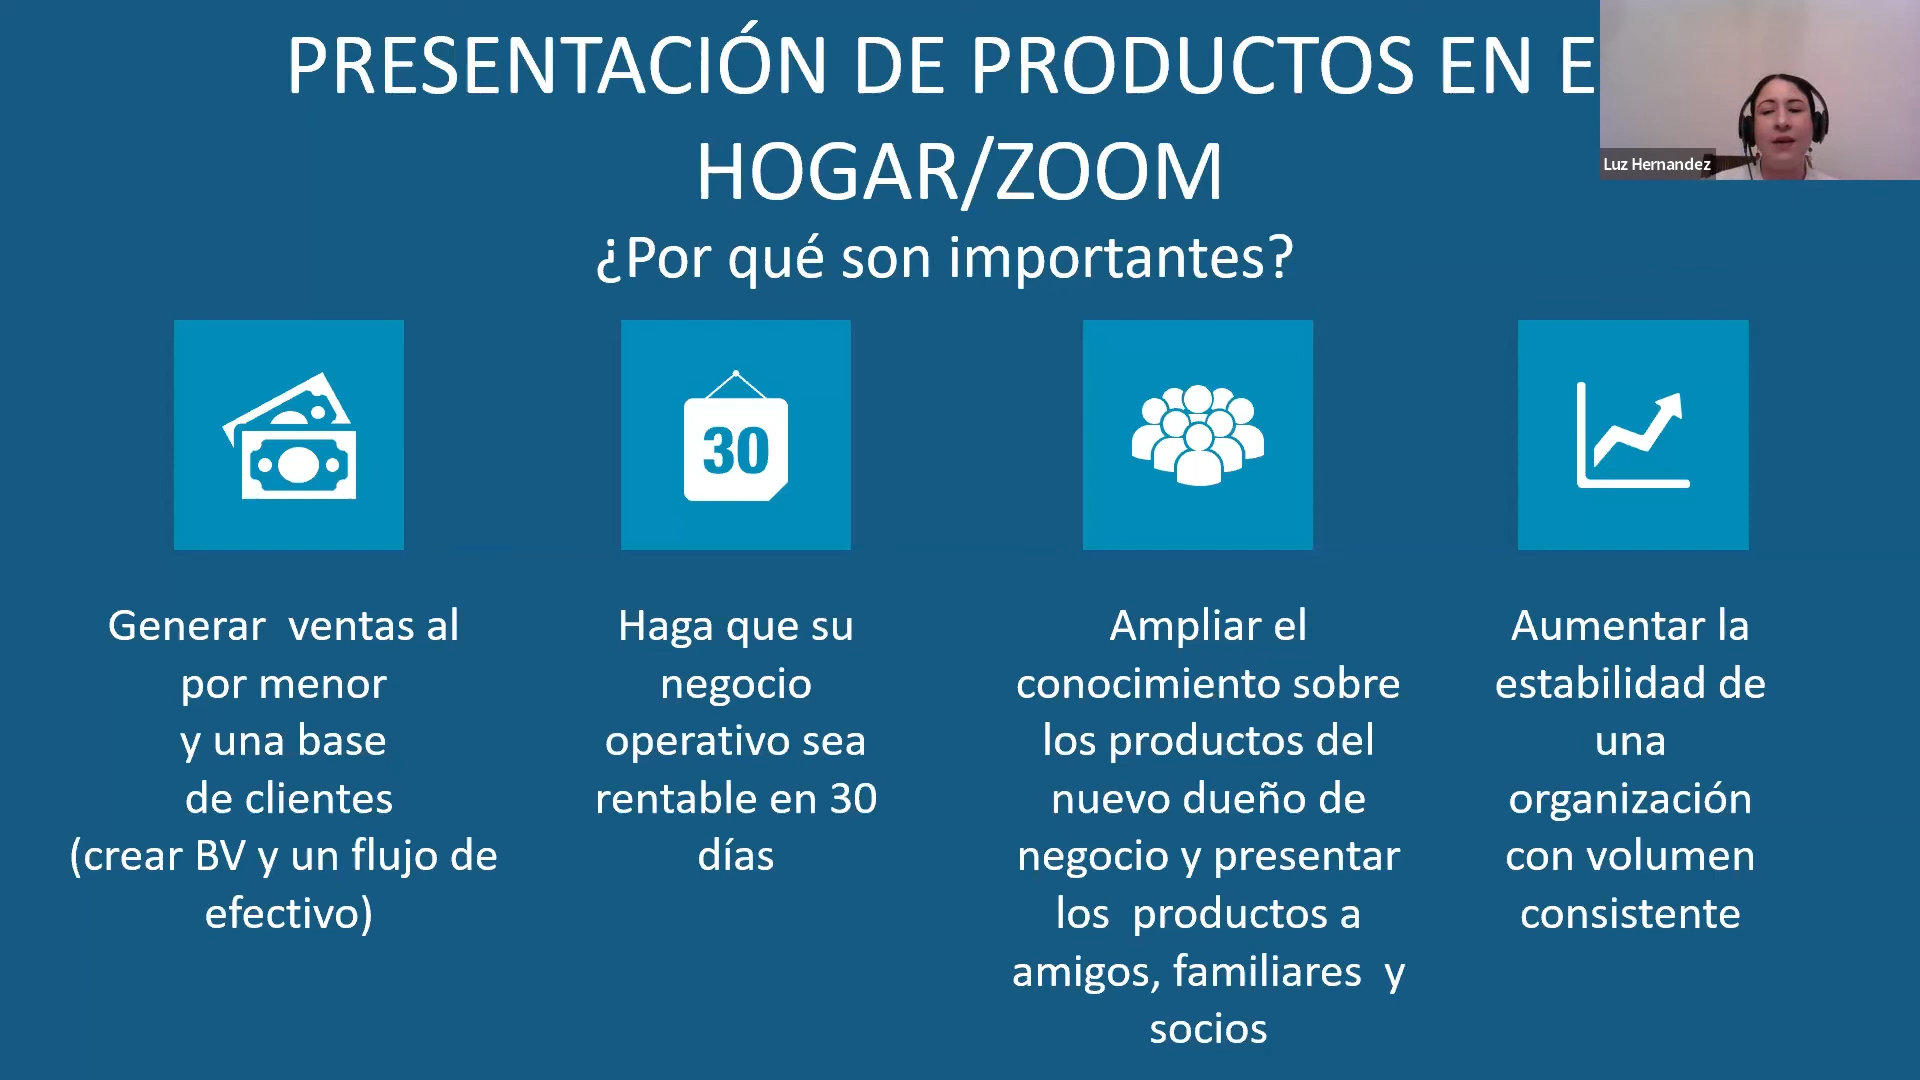 PRESENTACIÓN DE PRODUCTOS EN E
HOGAR/ZOOM
¿Por qué son importantes?
Luz Hernandez
30
Generar ventas al
por menor
y una base
de clientes
(crear BV y un flujo de
efectivo)
Haga que su
negocio
operativo sea
rentable en 30
días
Ampliar el
conocimiento sobre
los productos del
nuevo dueño de
negocio y presentar
los productos a
amigos, familiares y
socios
Aumentar la
estabilidad de
una
organización
con volumen
consistente